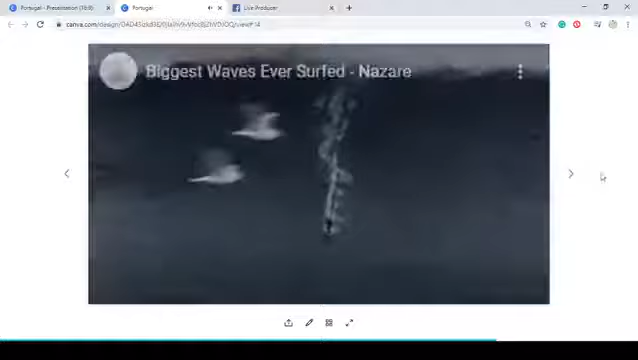 Portugal - Presentation (16:9)
Portugal
Live Producer
Biggest Waves Ever Surfed - Nazare